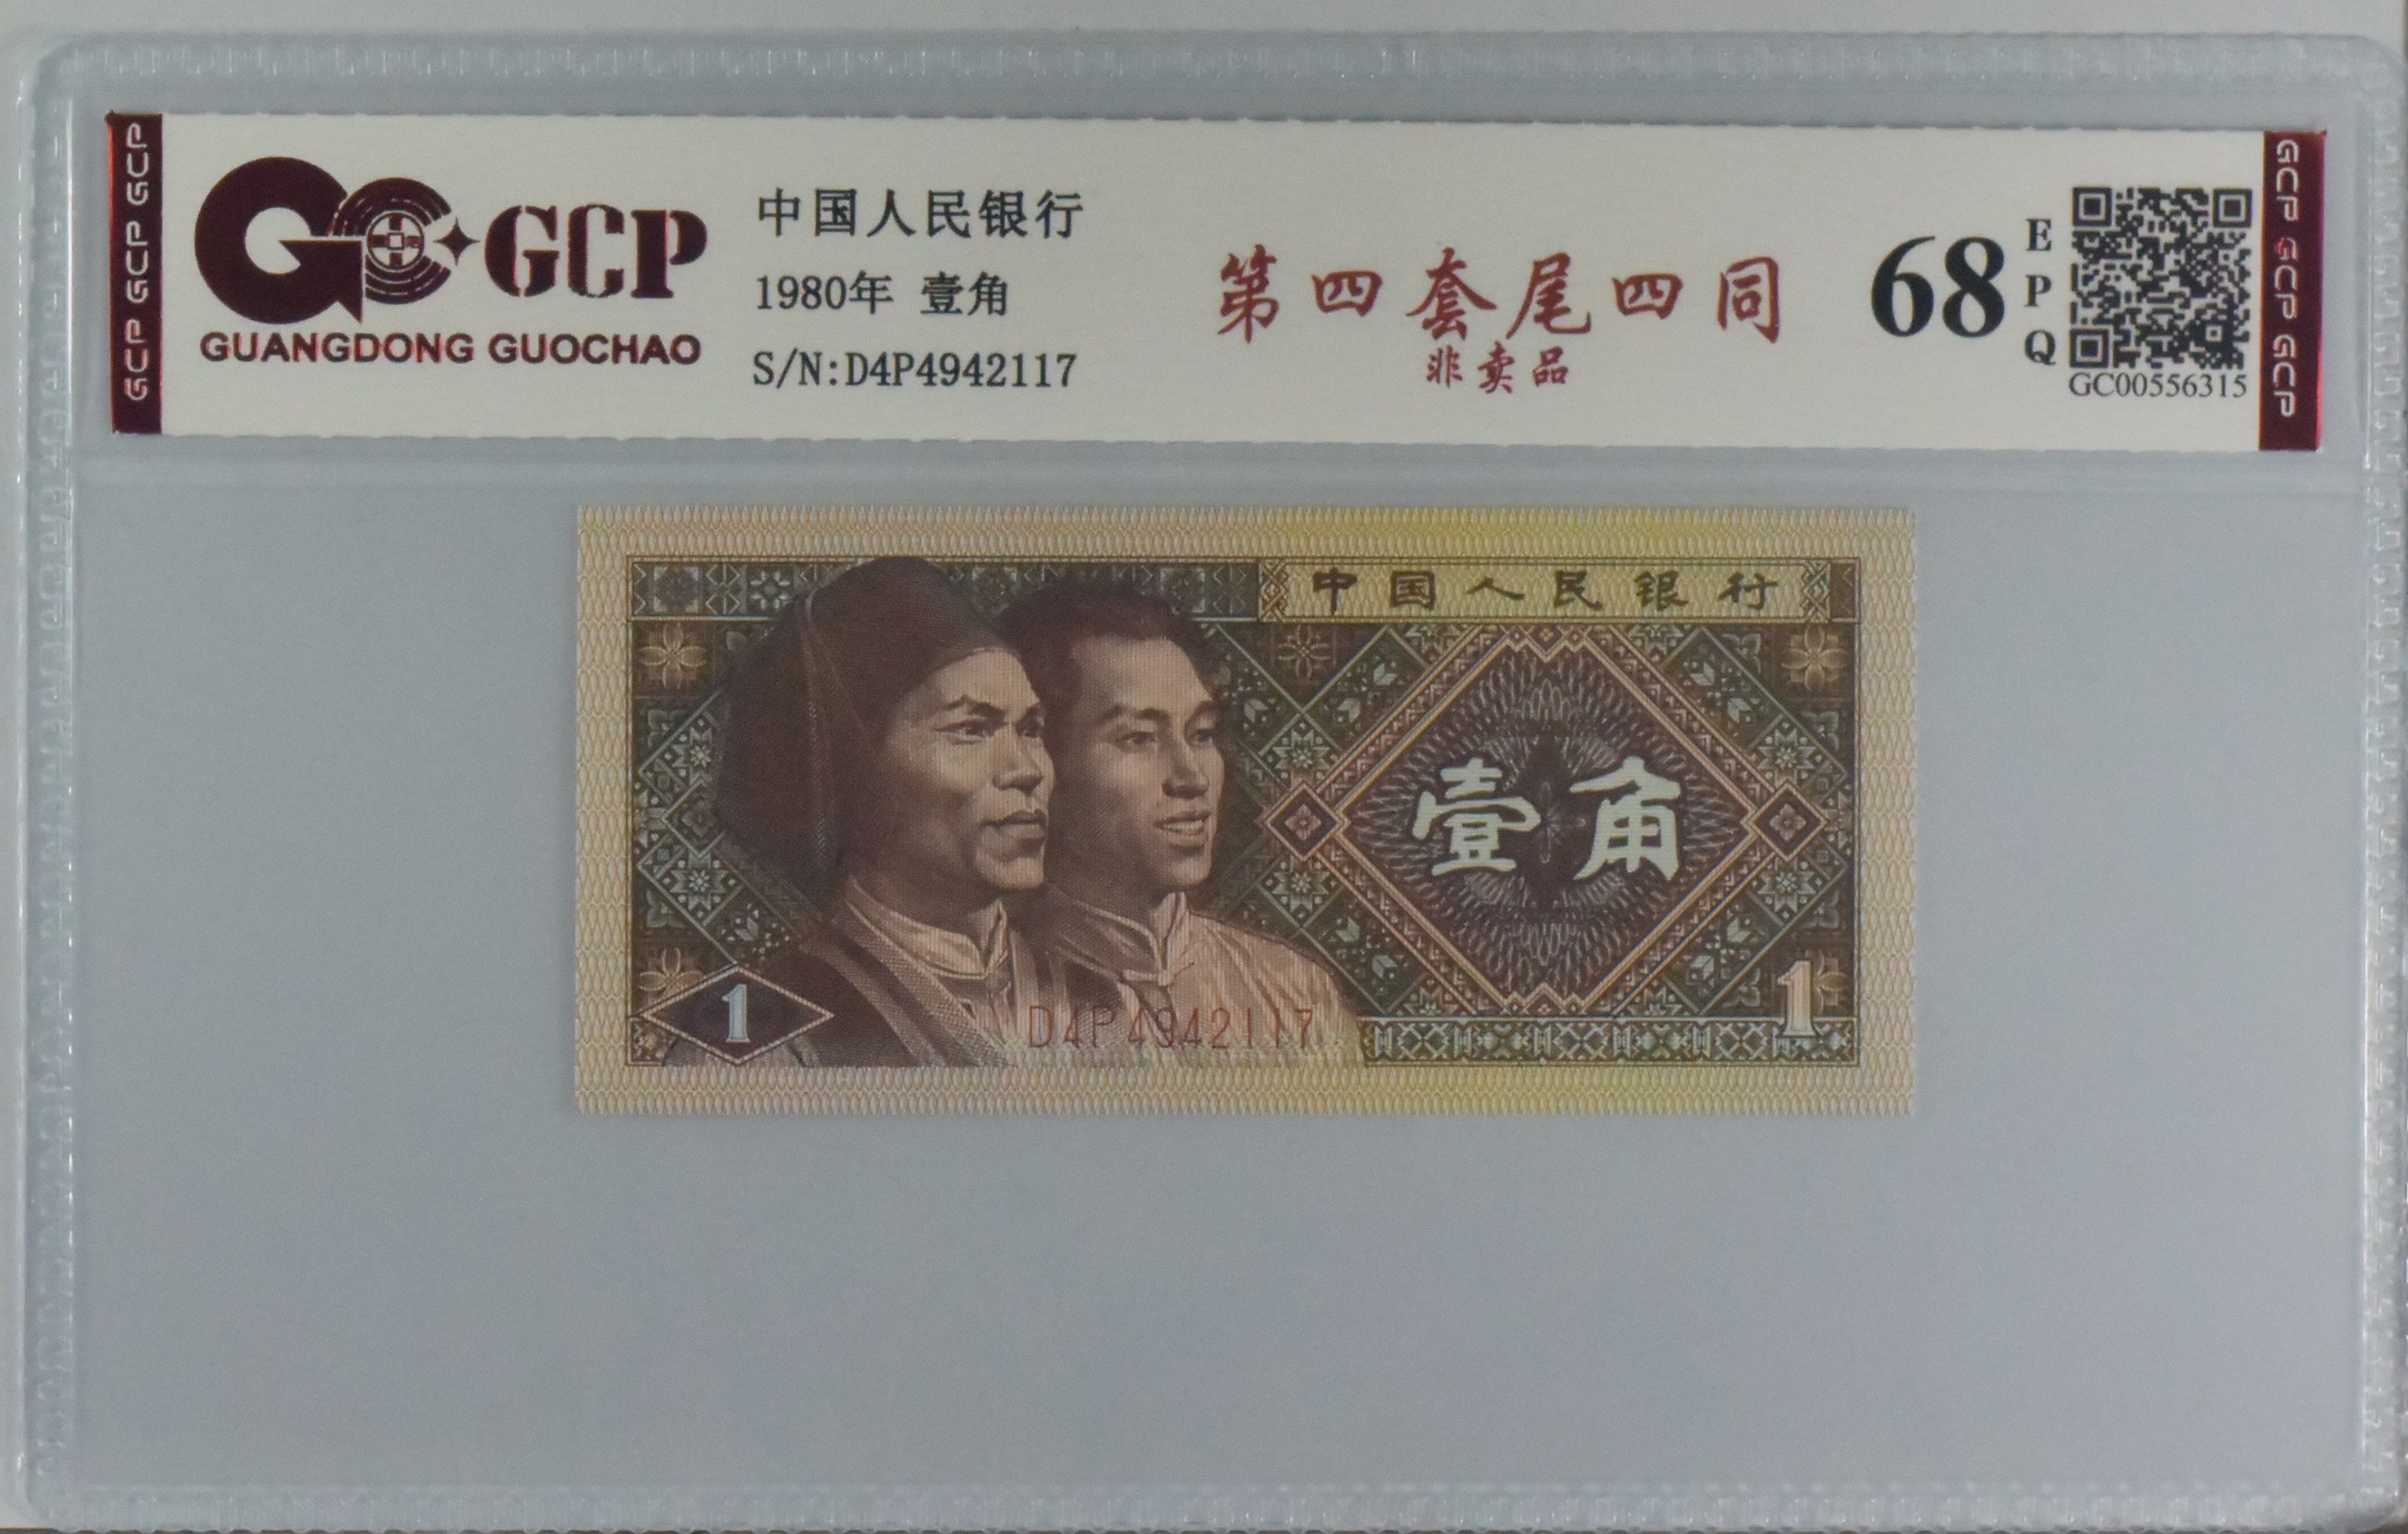 GCP GCP GCP
GCP
GUANGDONG GUOCHAO
中国人民银行
1980年 壹角
S/N:D4P4942117
第四套尾四同
非卖品
68
EPQ
GC00556315
GCP GCP GCP
中国人民银行
壹角
1
D4P4942117
1